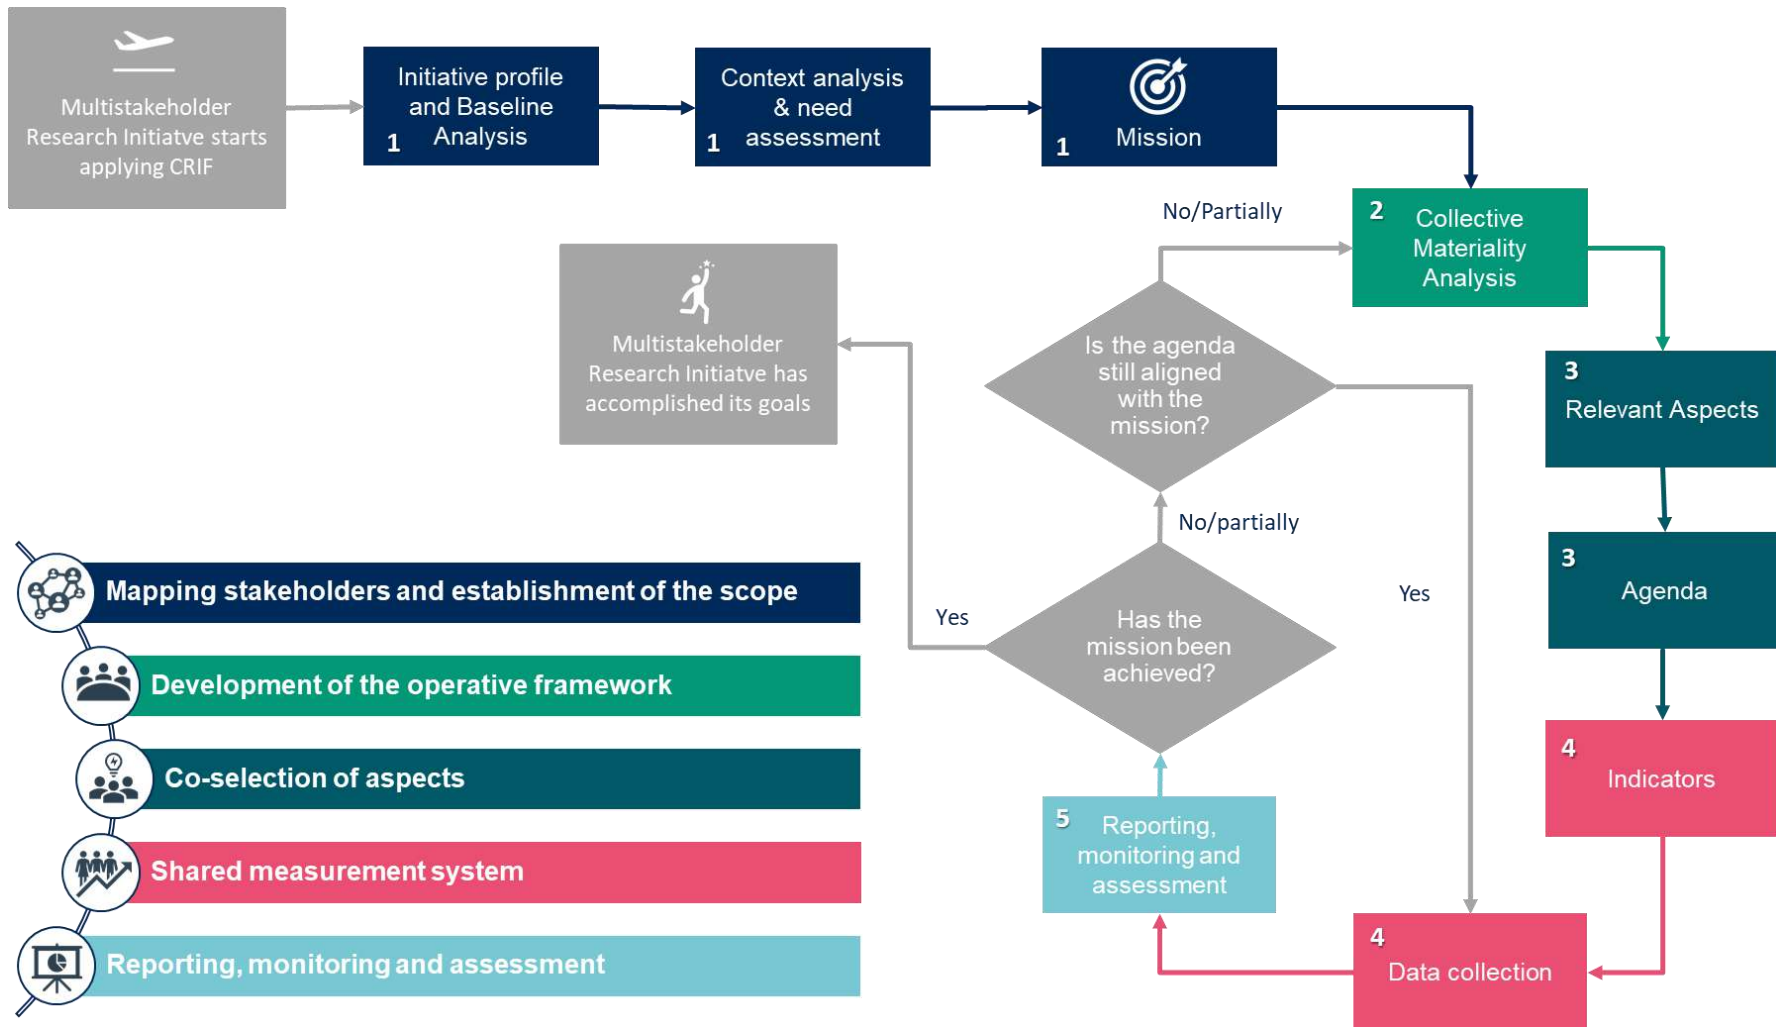 Multistakeholder
Research Initiatve starts
applying CRIF
Initiative profile
and Baseline
Analysis
1
Context analysis
& need
assessment
1
Mission
1
2
Collective
Materiality
Analysis
No/Partially
Multistakeholder
Research Initiatve has
accomplished its goals
Is the agenda
still aligned
with the
mission?
3
Relevant Aspects
No/partially
3
Agenda
Yes
Yes
Has the
mission been
achieved?
4
Indicators
5
Reporting,
monitoring and
assessment
4
Data collection
Mapping stakeholders and establishment of the scope
Development of the operative framework
Co-selection of aspects
Shared measurement system
Reporting, monitoring and assessment